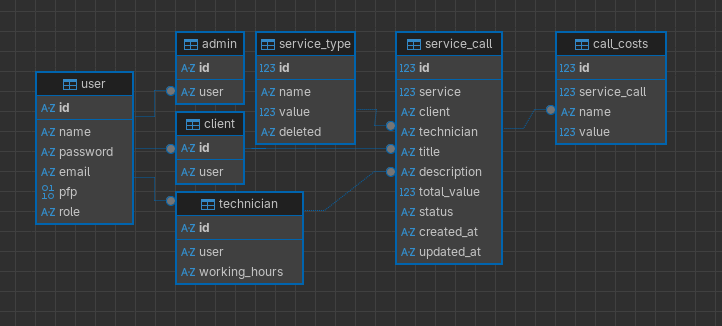 user
A-Z id
A-Z name
A-Z password
A-Z email
01 10 pfp
A-Z role
admin
A-Z id
A-Z user
client
A-Z id
A-Z user
technician
A-Z id
A-Z user
A-Z working_hours
service_type
123 id
A-Z name
123 value
A-Z deleted
service_call
123 id
123 service
A-Z client
A-Z technician
A-Z title
A-Z description
123 total_value
A-Z status
A-Z created_at
A-Z updated_at
call_costs
123 id
123 service_call
A-Z name
123 value